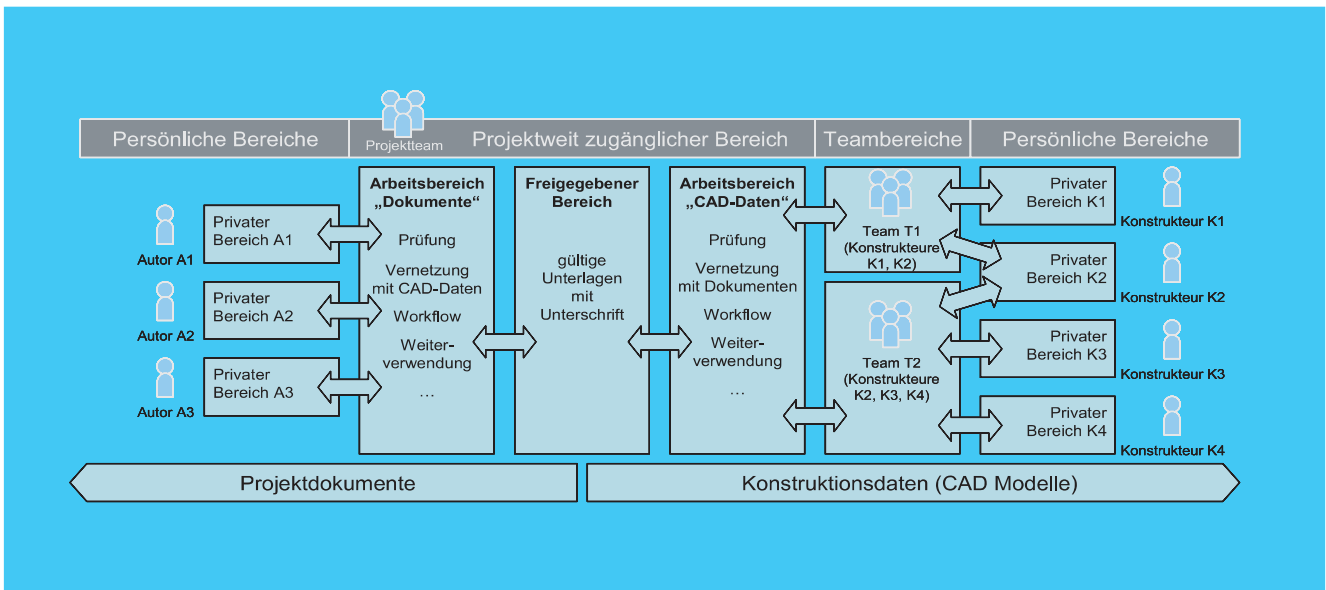 Persönliche Bereiche
Projektteam
Projektweit zugänglicher Bereich
Teambereiche
Persönliche Bereiche
Autor A1
Privater
Bereich A1
Autor A2
Privater
Bereich A2
Autor A3
Privater
Bereich A3
Arbeitsbereich
„Dokumente“
Prüfung
Vernetzung
mit CAD-Daten
Workflow
Weiter-
verwendung
...
Freigegebener
Bereich
gültige
Unterlagen
mit
Unterschrift
Arbeitsbereich
„CAD-Daten“
Prüfung
Vernetzung
mit Dokumenten
Workflow
Weiter-
verwendung
...
Team T1
(Konstrukteure
K1, K2)
Team T2
(Konstrukteure
K2, K3, K4)
Privater
Bereich K1
Konstrukteur K1
Privater
Bereich K2
Konstrukteur K2
Privater
Bereich K3
Konstrukteur K3
Privater
Bereich K4
Konstrukteur K4
Projektdokumente
Konstruktionsdaten (CAD Modelle)